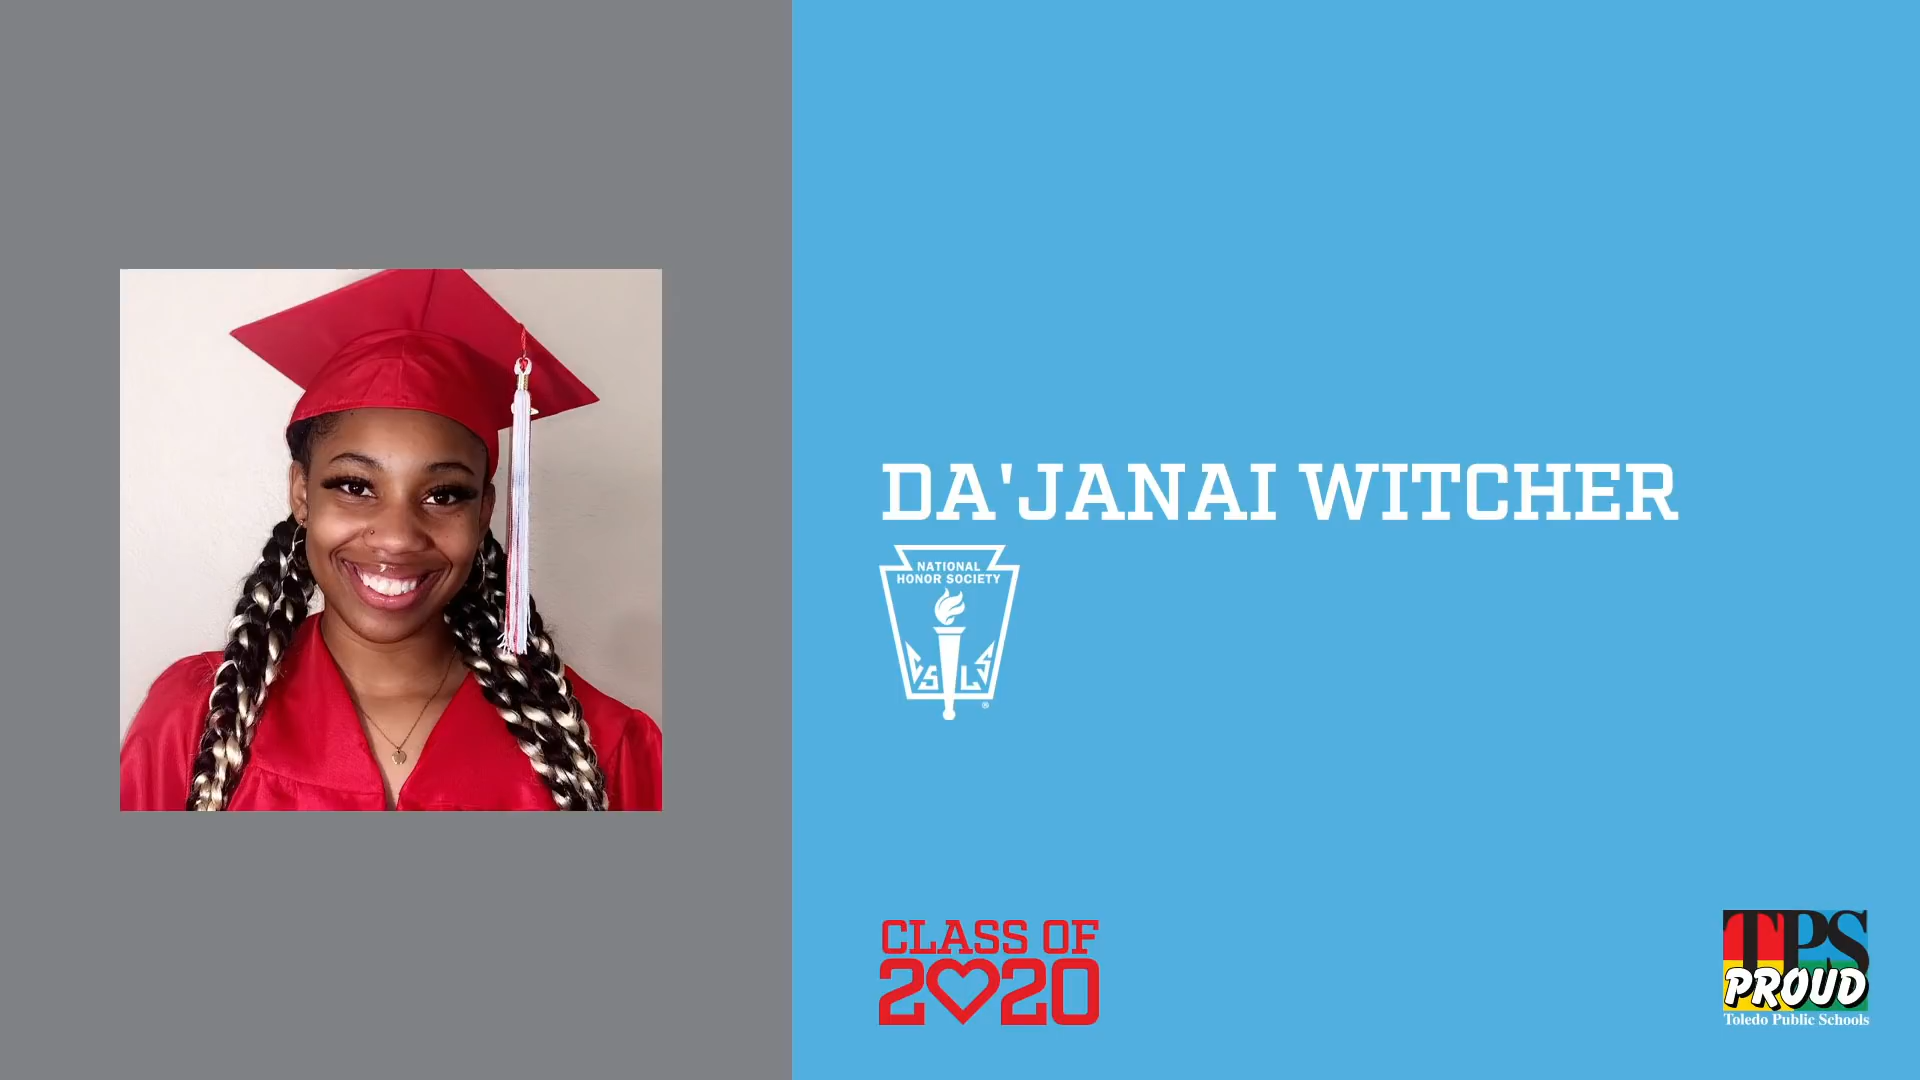 DA'JANAI WITCHER
NATIONAL
HONOR SOCIETY
C S L S
®
CLASS OF
2020
TPS
PROUD
Toledo Public Schools